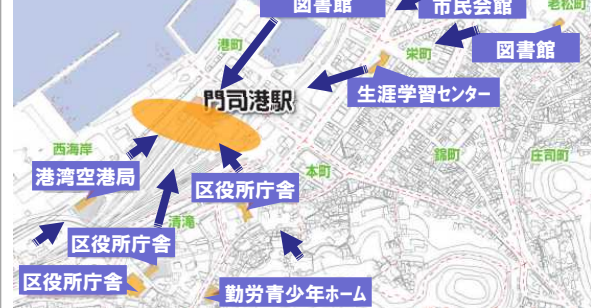 図書館
市民会館
老松町
港町
栄町
図書館
門司港駅
生涯学習センター
西海岸
錦町
庄司町
港湾空港局
本町
区役所庁舎
清滝
区役所庁舎
区役所庁舎
勤労青少年ホーム